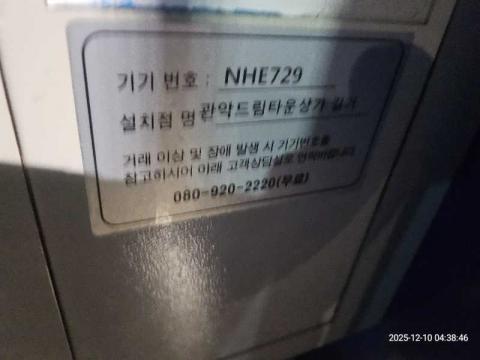 기기 번호 : NHE729
설치점 명 관악드림타운상가
거래 이상 및 장애 발생 시 기기번호를
참고하시어 아래 고객상담실로 연락바랍니다
080-920-2220(무료)
2025-12-10 04:38:46